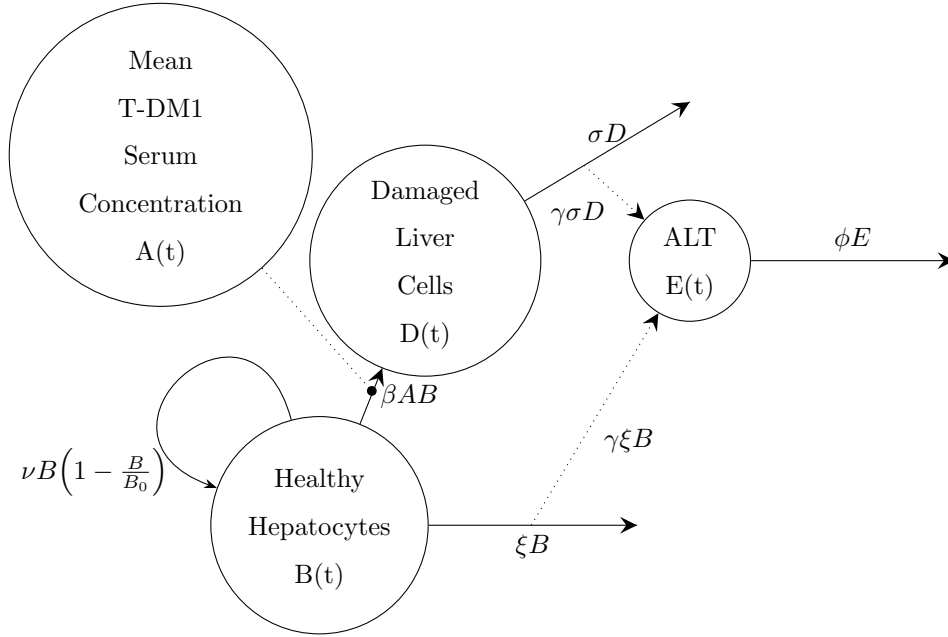 Mean
T-DM1
Serum
Concentration
A(t)
Damaged
Liver
Cells
D(t)
σD
γσD
ALT
E(t)
ϕE
βAB
νB(1 − B/B₀)
Healthy
Hepatocytes
B(t)
γξB
ξB